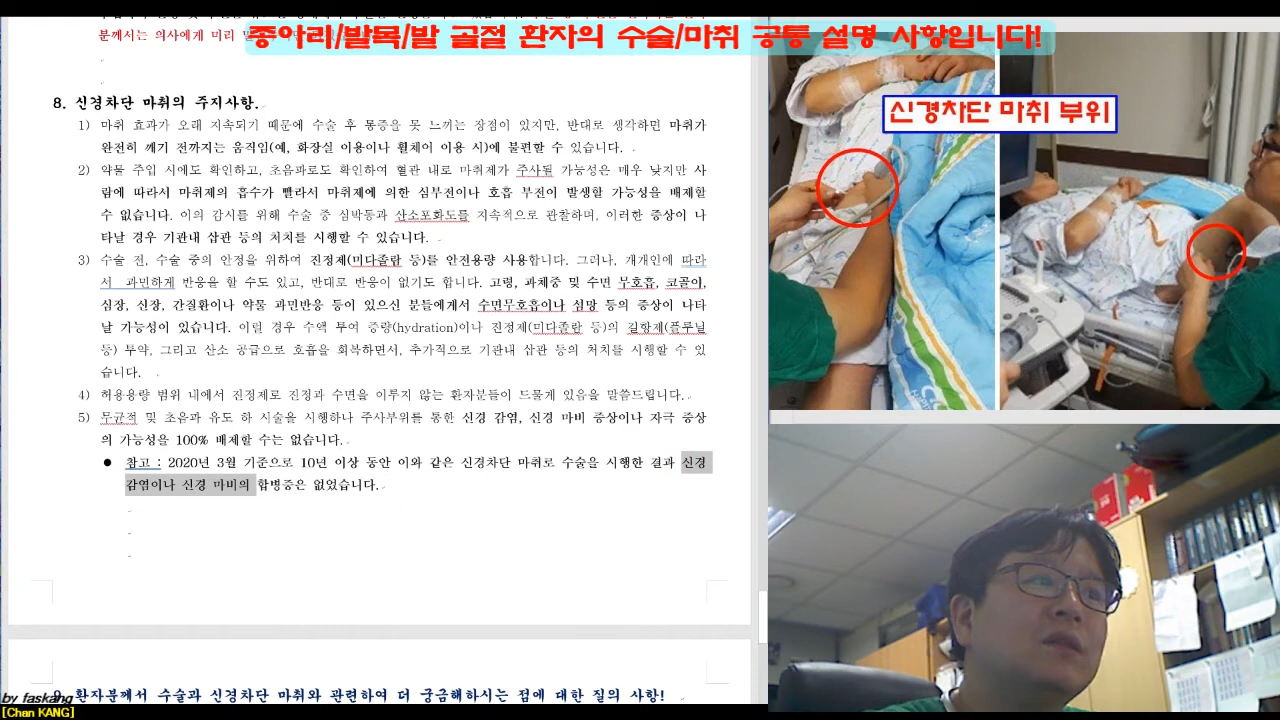 분께서는 의사에게 미리
종아리/발목/발 골절 환자의 수술/마취 공통 설명 사항입니다!
8. 신경차단 마취의 주지사항.
1) 마취 효과가 오래 지속되기 때문에 수술 후 통증을 못 느끼는 장점이 있지만, 반대로 생각하면 마취가
완전히 깨기 전까지는 움직임(예, 화장실 이용이나 휠체어 이용 시)에 불편할 수 있습니다.
2) 약물 주입 시에도 확인하고, 초음파로도 확인하여 혈관 내로 마취제가 주사될 가능성은 매우 낮지만 사
람에 따라서 마취제의 흡수가 빨라서 마취제에 의한 심부전이나 호흡 부전이 발생할 가능성을 배제할
수 없습니다. 이의 감시를 위해 수술 중 심박동과 산소포화도를 지속적으로 관찰하며, 이러한 증상이 나
타날 경우 기관내 삽관 등의 처치를 시행할 수 있습니다.
3) 수술 전, 수술 중의 안정을 위하여 진정제(미다졸람 등)를 안전용량 사용합니다. 그러나, 개개인에 따라
서 과민하게 반응을 할 수도 있고, 반대로 반응이 없기도 합니다. 고령, 과체중 및 수면 무호흡, 코골이,
심장, 신장, 간질환이나 약물 과민반응 등이 있으신 분들에게서 수면무호흡이나 심망 등의 증상이 나타
날 가능성이 있습니다. 이럴 경우 수액 투여 증량(hydration)이나 진정제(미다졸람 등)의 길항제(플루닐
등) 투약, 그리고 산소 공급으로 호흡을 회복하면서, 추가적으로 기관내 삽관 등의 처치를 시행할 수 있
습니다.
4) 허용용량 범위 내에서 진정제로 진정과 수면을 이루지 않는 환자분들이 드물게 있음을 말씀드립니다.
5) 무균적 및 초음파 유도 하 시술을 시행하나 주사부위를 통한 신경 감염, 신경 마비 증상이나 자극 증상
의 가능성을 100% 배제할 수는 없습니다.
● 참고 : 2020년 3월 기준으로 10년 이상 동안 이와 같은 신경차단 마취로 수술을 시행한 결과 신경
감염이나 신경 마비의 합병증은 없었습니다.
9. 환자분께서 수술과 신경차단 마취와 관련하여 더 궁금해하시는 점에 대한 질의 사항!
신경차단 마취 부위
by faskang
[Chan KANG]